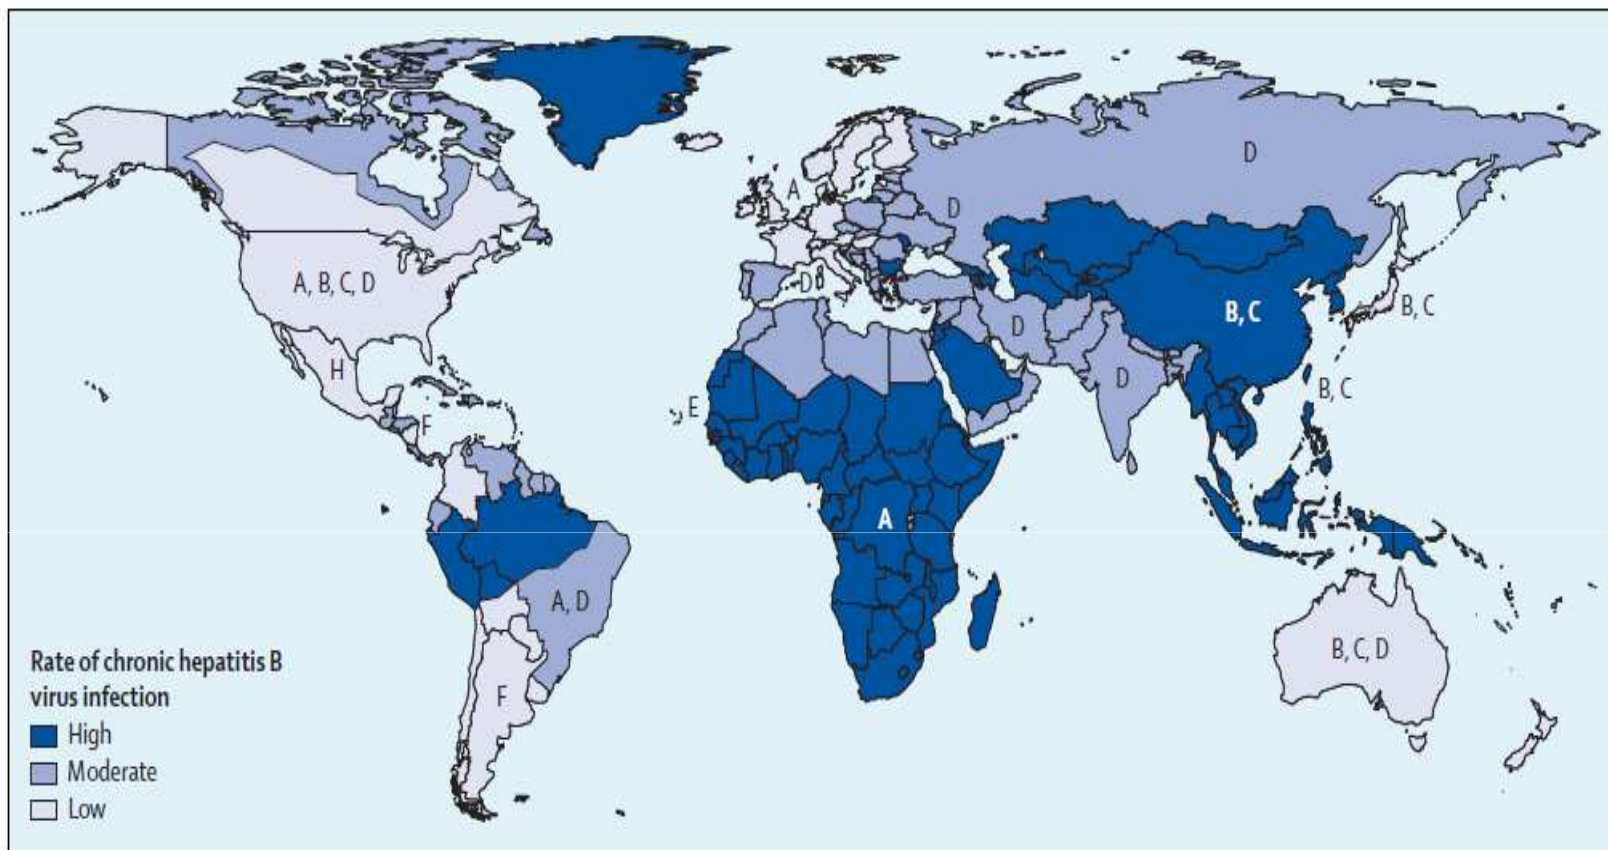 D
A
D
A, B, C, D
D
D
B, C
B, C
D
H
B, C
E
F
A
A, D
B, C, D
F
Rate of chronic hepatitis B
virus infection
High
Moderate
Low